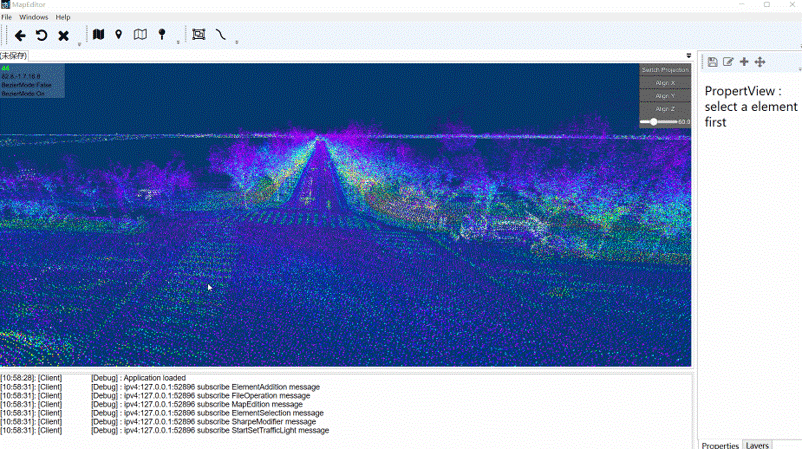 MapEditor
File Windows Help
(未保存)
44
BezierMode False
BezierMode On
Switch Projection
Align X
Align Y
Align Z
60.0
PropertView :
select a element
first
[10:58:28]: [Client] [Debug] : Application loaded
[10:58:31]: [Client] [Debug] : ipv4:127.0.0.1:52896 subscribe ElementAddition message
[10:58:31]: [Client] [Debug] : ipv4:127.0.0.1:52896 subscribe FileOperation message
[10:58:31]: [Client] [Debug] : ipv4:127.0.0.1:52896 subscribe MapEdition message
[10:58:31]: [Client] [Debug] : ipv4:127.0.0.1:52896 subscribe ElementSelection message
[10:58:31]: [Client] [Debug] : ipv4:127.0.0.1:52896 subscribe SharpeModifier message
[10:58:31]: [Client] [Debug] : ipv4:127.0.0.1:52896 subscribe StartSetTrafficLight message
Properties Layers